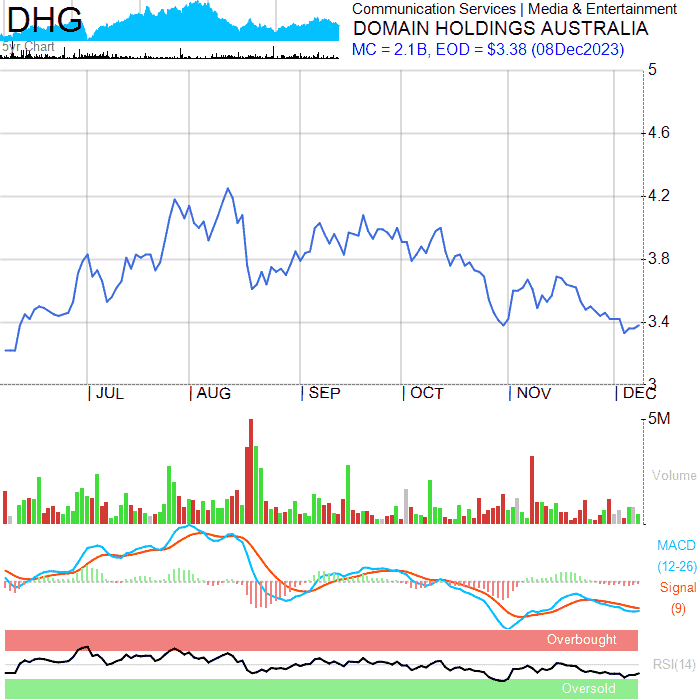 DHG
5yr Chart
Communication Services | Media & Entertainment
DOMAIN HOLDINGS AUSTRALIA
MC = 2.1B, EOD = $3.38 (08Dec2023)
5
4.6
4.2
3.8
3.4
3
JUL
AUG
SEP
OCT
NOV
DEC
5M
Volume
MACD
(12-26)
Signal
(9)
Overbought
RSI(14)
Oversold